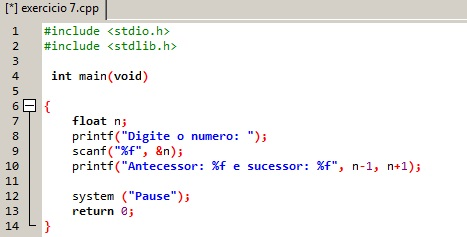 [*] exercicio 7.cpp
1 #include <stdio.h>
2 #include <stdlib.h>
3
4 int main(void)
5
6 {
7 float n;
8 printf("Digite o numero: ");
9 scanf("%f", &n);
10 printf("Antecessor: %f e sucessor: %f", n-1, n+1);
11
12 system ("Pause");
13 return 0;
14 }